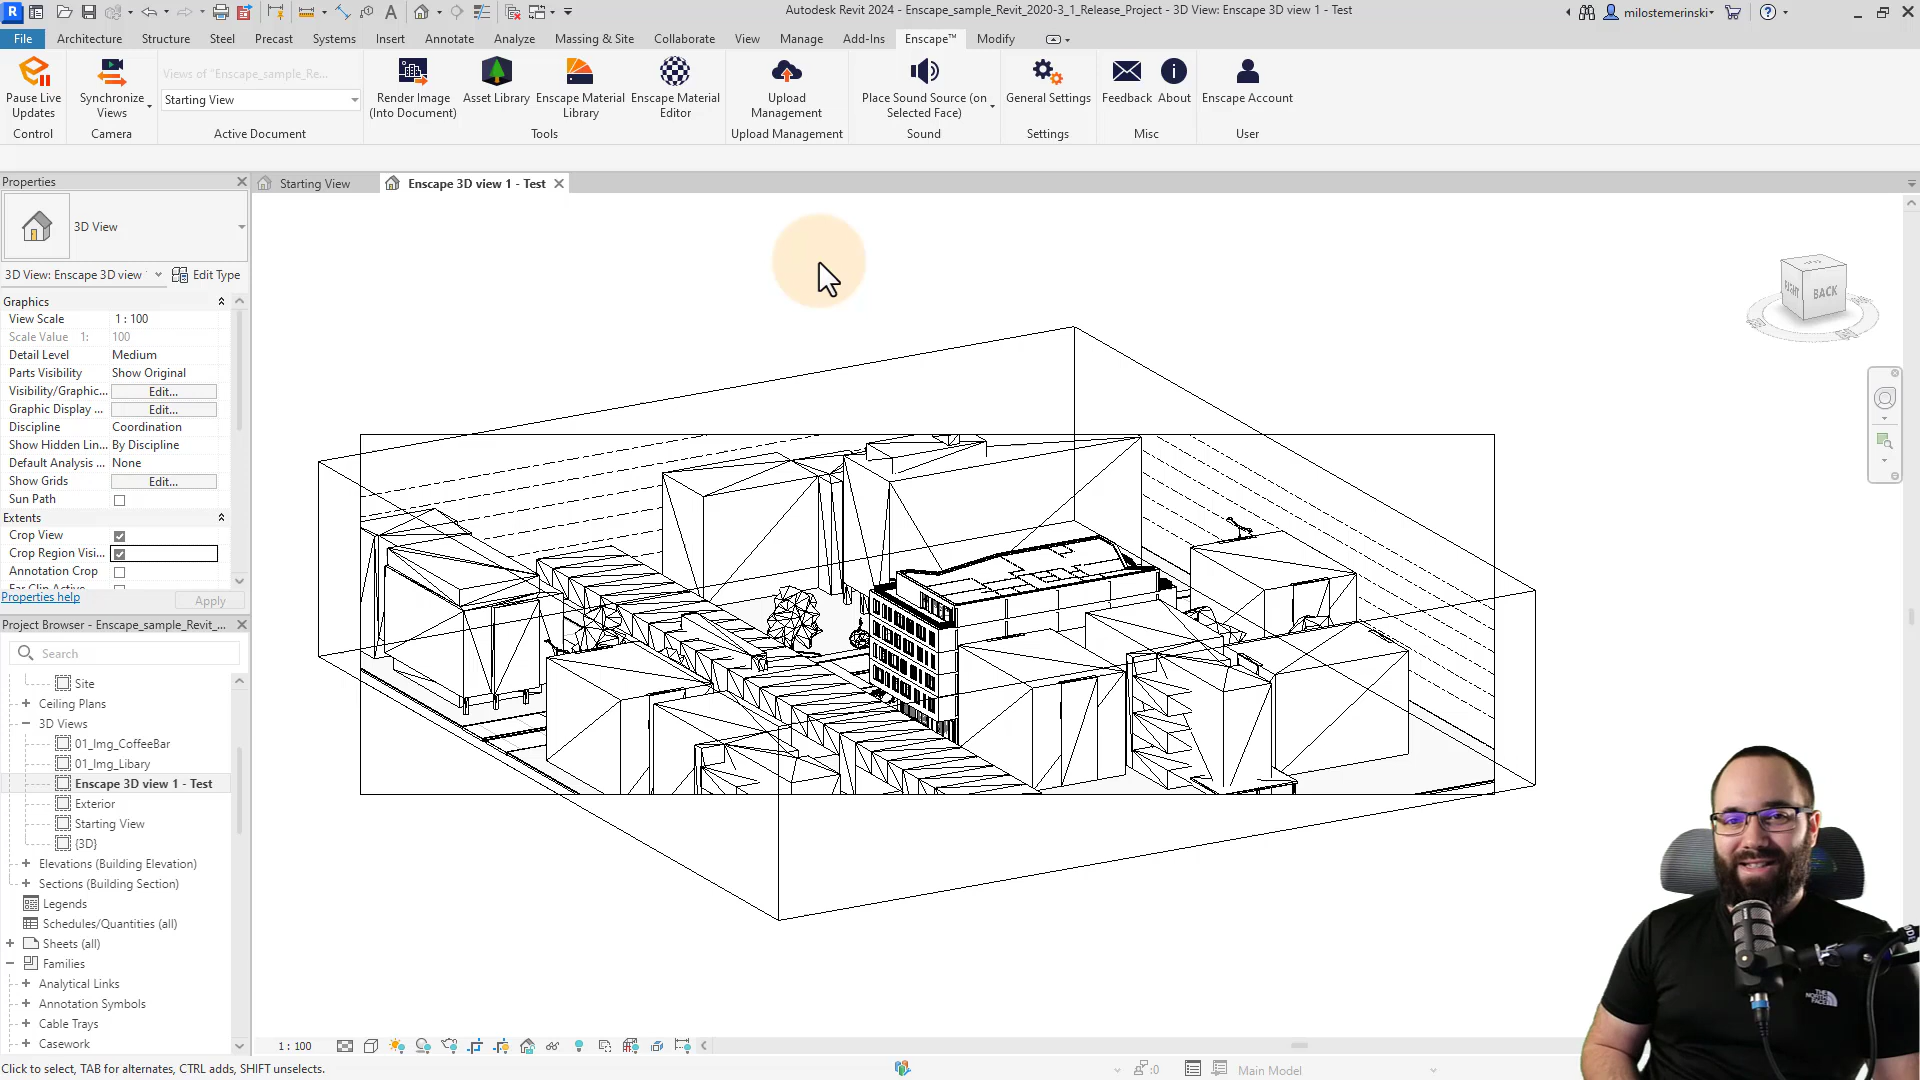 Autodesk Revit 2024 - Enscape_sample_Revit_2020-3_1_Release_Project - 3D View: Enscape 3D view 1 - Test
milostemerinski
File
Architecture
Structure
Steel
Precast
Systems
Insert
Annotate
Analyze
Massing & Site
Collaborate
View
Manage
Add-Ins
Enscape™
Modify
Pause Live
Updates
Control
Synchronize
Views
Camera
Views of "Enscape_sample_Re...
Starting View
Active Document
Render Image
(Into Document)
Asset Library
Enscape Material
Library
Enscape Material
Editor
Tools
Upload
Management
Upload Management
Place Sound Source (on
Selected Face)
Sound
General Settings
Settings
Feedback
About
Misc
Enscape Account
User
Properties
3D View
3D View: Enscape 3D view
Edit Type
Graphics
View Scale 1 : 100
Scale Value 1: 100
Detail Level Medium
Parts Visibility Show Original
Visibility/Graphic... Edit...
Graphic Display ... Edit...
Discipline Coordination
Show Hidden Lin... By Discipline
Default Analysis ... None
Show Grids Edit...
Sun Path
Extents
Crop View
Crop Region Visi...
Annotation Crop
Properties help
Apply
Project Browser - Enscape_sample_Revit_...
Search
Site
Ceiling Plans
3D Views
01_Img_CoffeeBar
01_Img_Libary
Enscape 3D view 1 - Test
Exterior
Starting View
{3D}
Elevations (Building Elevation)
Sections (Building Section)
Legends
Schedules/Quantities (all)
Sheets (all)
Families
Analytical Links
Annotation Symbols
Cable Trays
Casework
Starting View
Enscape 3D view 1 - Test
RIGHT
BACK
1 : 100
Click to select, TAB for alternates, CTRL adds, SHIFT unselects.
:0
Main Model
THE
NORTH
FACE